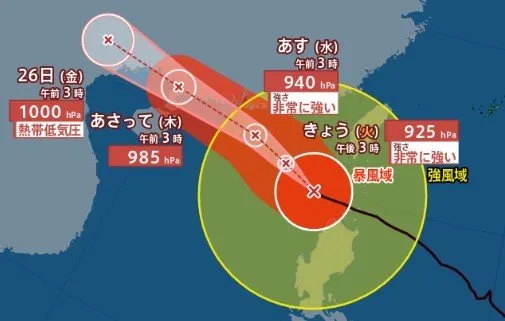 あす(水)
午前3時
940 hPa
強さ
非常に強い
26日(金)
午前3時
1000 hPa
熱帯低気圧
あさって(木)
午前3時
985 hPa
きょう(火)
午後3時
925 hPa
強さ
非常に強い
暴風域
強風域